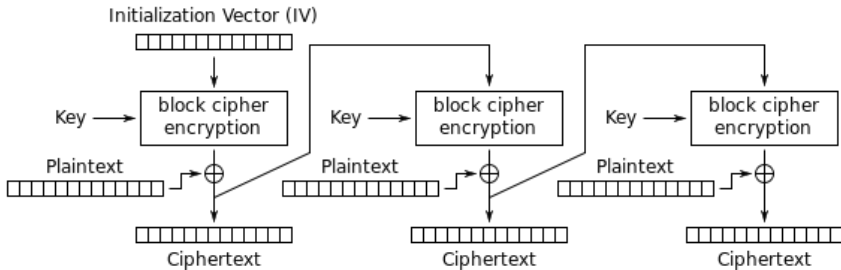 Initialization Vector (IV)
Key
block cipher
encryption
Key
block cipher
encryption
Key
block cipher
encryption
Plaintext
Plaintext
Plaintext
Ciphertext
Ciphertext
Ciphertext